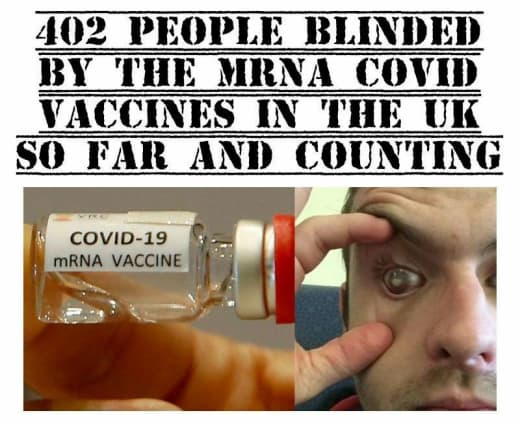 402 PEOPLE BLINDED
BY THE MRNA COVID
VACCINES IN THE UK
SO FAR AND COUNTING
VRC
COVID-19
mRNA VACCINE